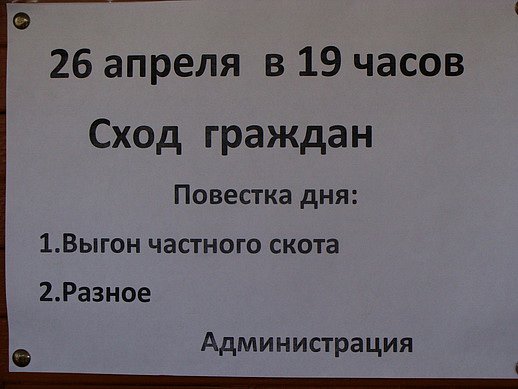 26 апреля в 19 часов
Сход граждан
Повестка дня:
1.Выгон частного скота
2.Разное
Администрация